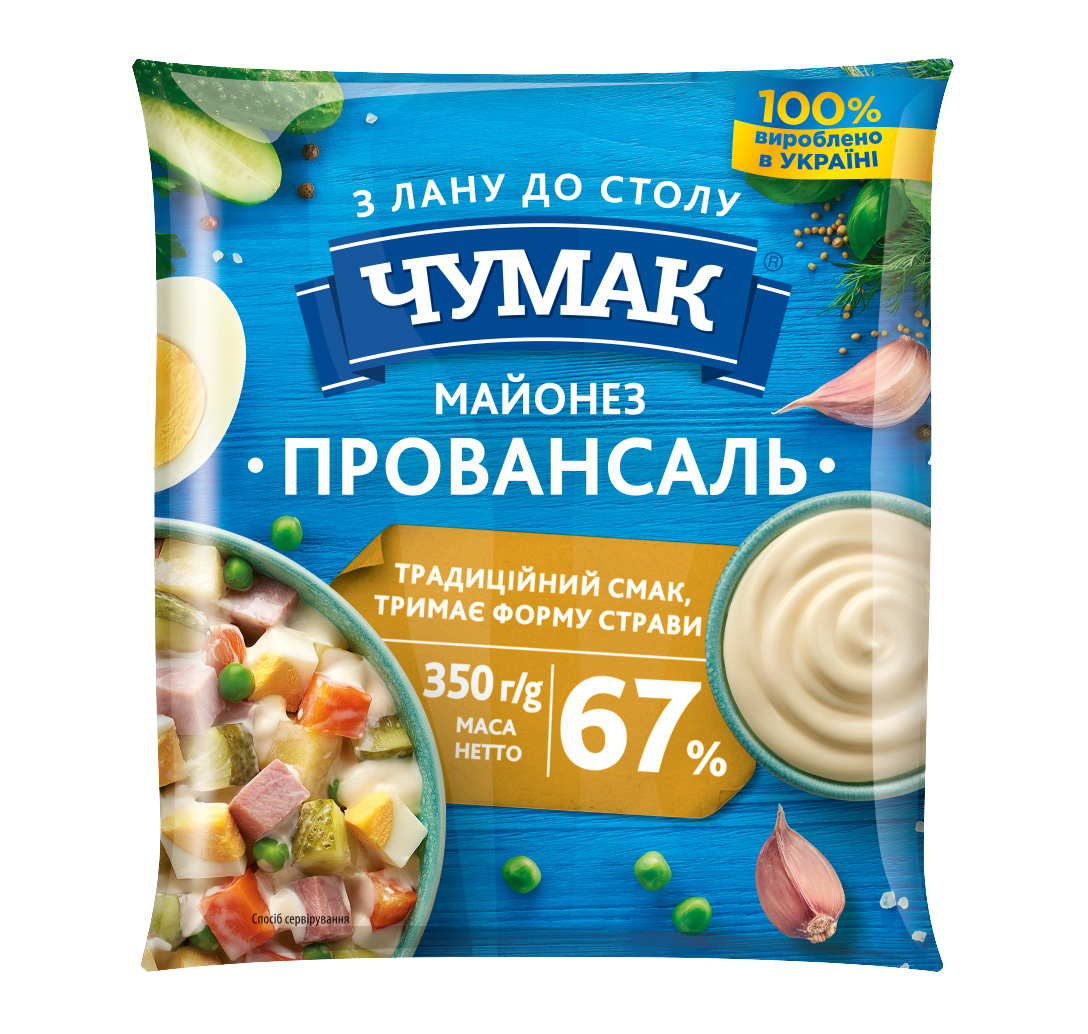 100%
вироблено
в УКРАЇНІ
З ЛАНУ ДО СТОЛУ
ЧУМАК
®
МАЙОНЕЗ
• ПРОВАНСАЛЬ •
ТРАДИЦІЙНИЙ СМАК,
ТРИМАЄ ФОРМУ СТРАВИ
350 г/g
МАСА
НЕТТО
67%
Спосіб сервірування